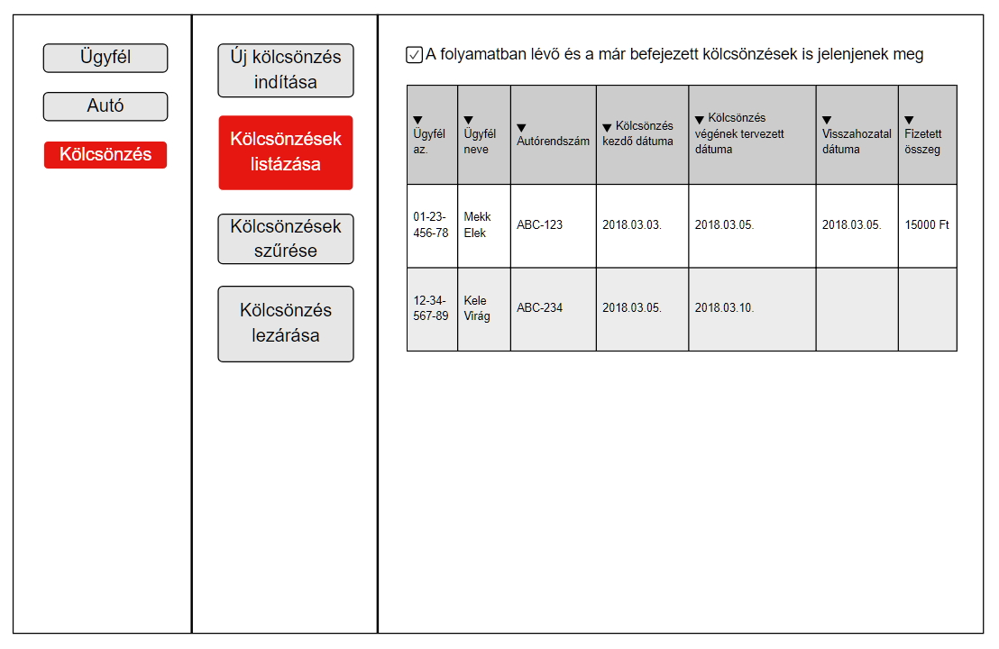 Ügyfél
Autó
Kölcsönzés
Új kölcsönzés
indítása
Kölcsönzések
listázása
Kölcsönzések
szűrése
Kölcsönzés
lezárása
A folyamatban lévő és a már befejezett kölcsönzések is jelenjenek meg
Ügyfél
az.
Ügyfél
neve
Autórendszám
Kölcsönzés
kezdő dátuma
Kölcsönzés
végének tervezett
dátuma
Visszahozatal
dátuma
Fizetett
összeg
01-23-
456-78
Mekk
Elek
ABC-123
2018.03.03.
2018.03.05.
2018.03.05.
15000 Ft
12-34-
567-89
Kele
Virág
ABC-234
2018.03.05.
2018.03.10.